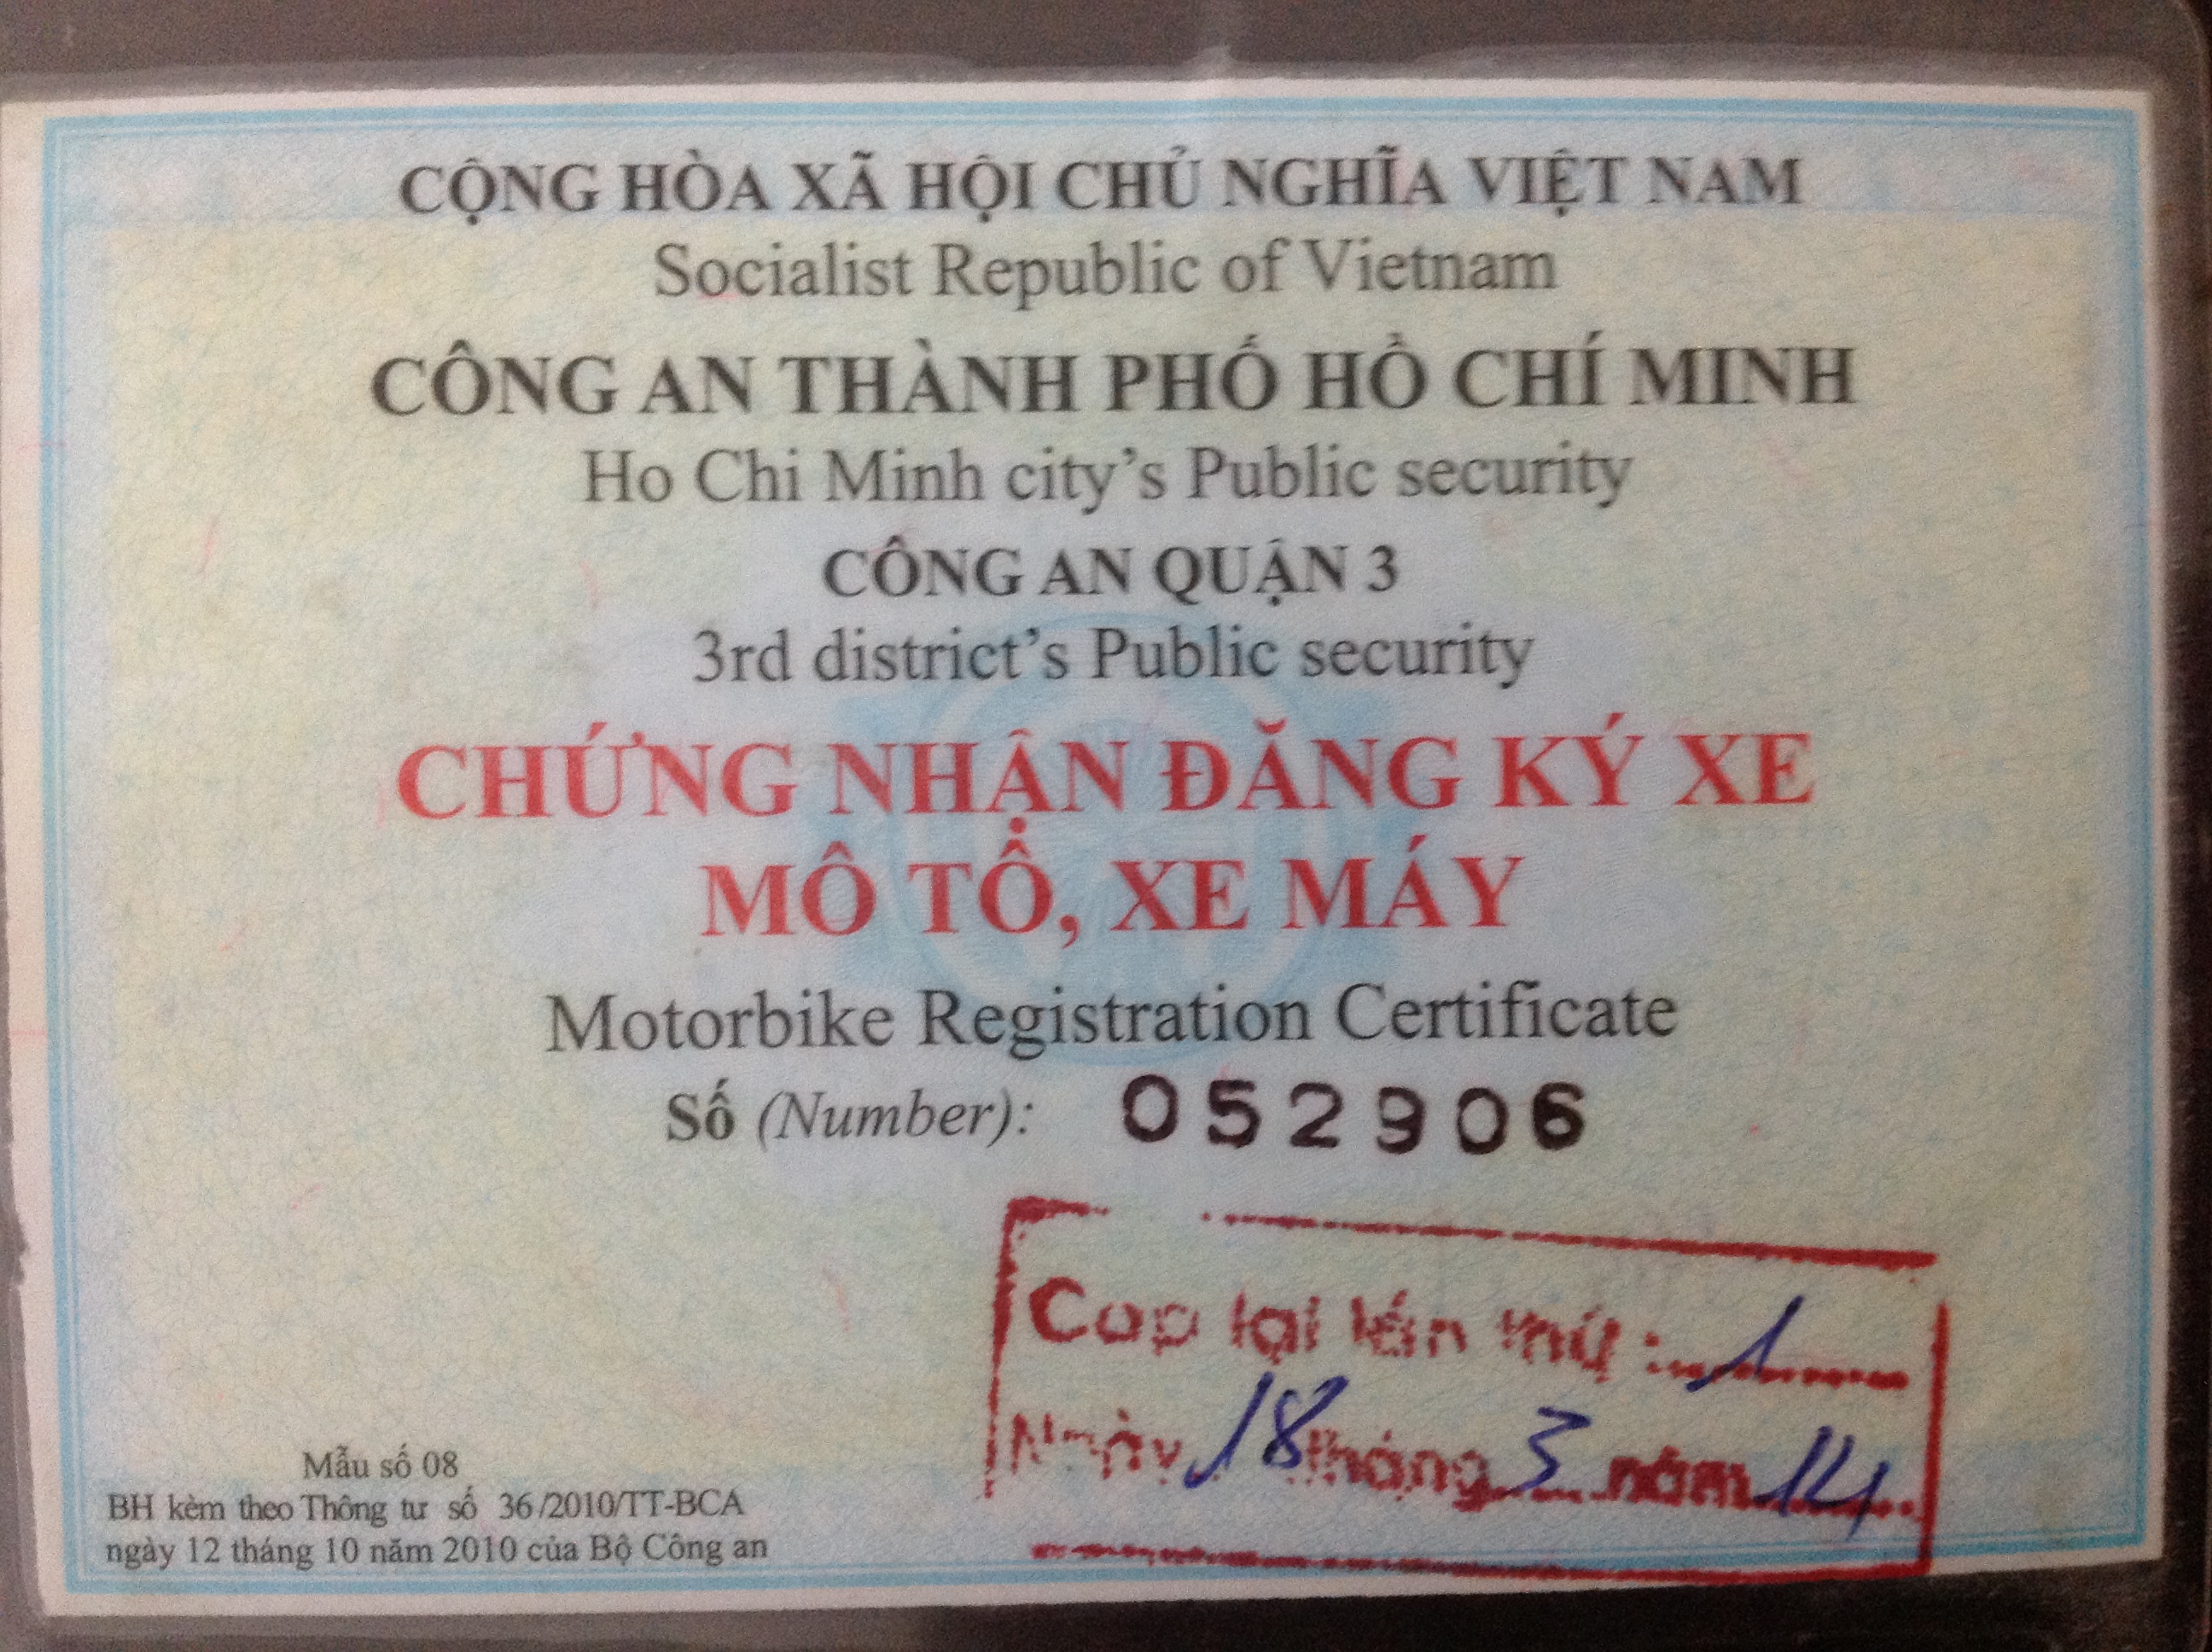 CỘNG HÒA XÃ HỘI CHỦ NGHĨA VIỆT NAM
Socialist Republic of Vietnam
CÔNG AN THÀNH PHỐ HỒ CHÍ MINH
Ho Chi Minh city’s Public security
CÔNG AN QUẬN 3
3rd district’s Public security
CHỨNG NHẬN ĐĂNG KÝ XE
MÔ TÔ, XE MÁY
Motorbike Registration Certificate
Số (Number): 052906
Cấp lại lần thứ : 1
Ngày 18 tháng 3 năm 14
Mẫu số 08
BH kèm theo Thông tư số 36/2010/TT-BCA
ngày 12 tháng 10 năm 2010 của Bộ Công an